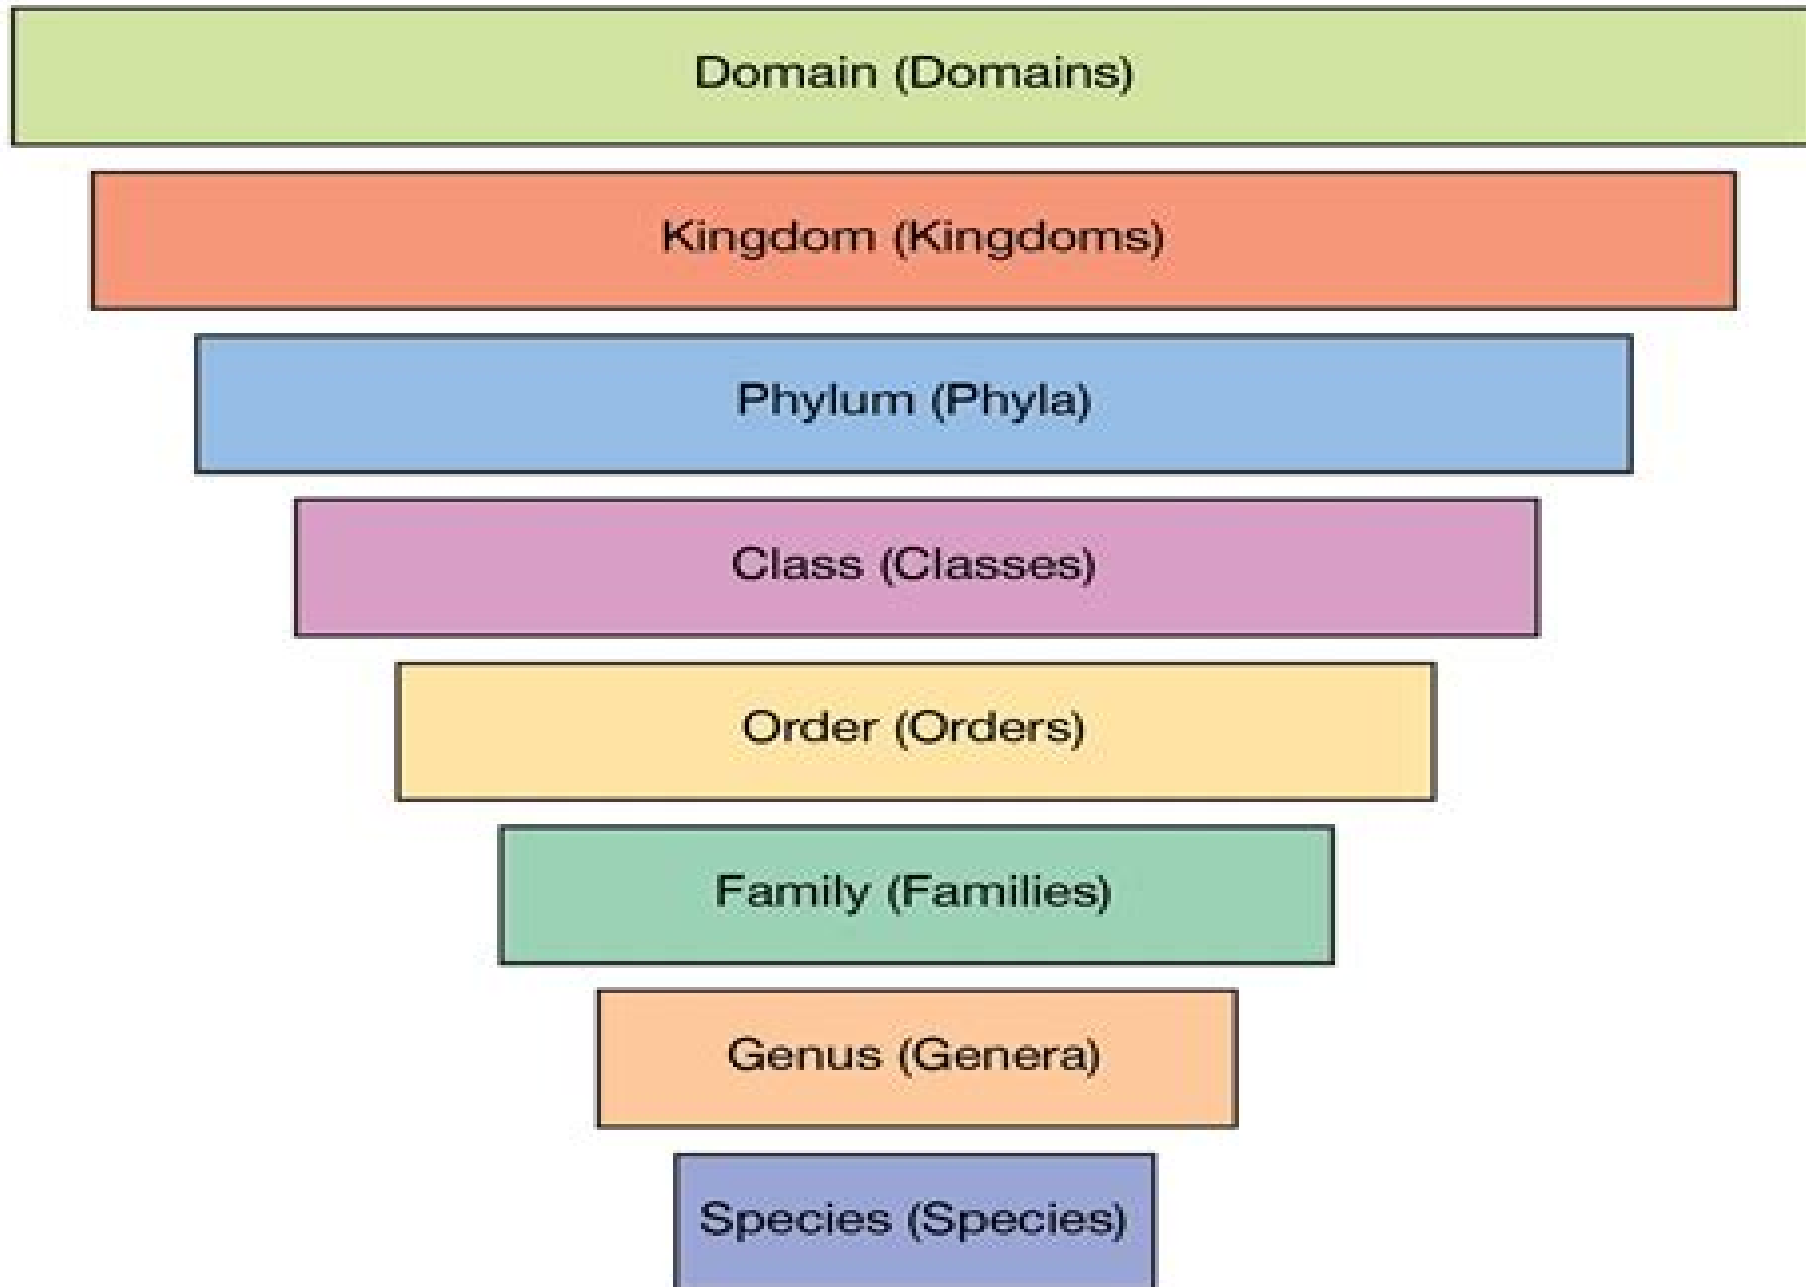 Domain (Domains)
Kingdom (Kingdoms)
Phylum (Phyla)
Class (Classes)
Order (Orders)
Family (Families)
Genus (Genera)
Species (Species)